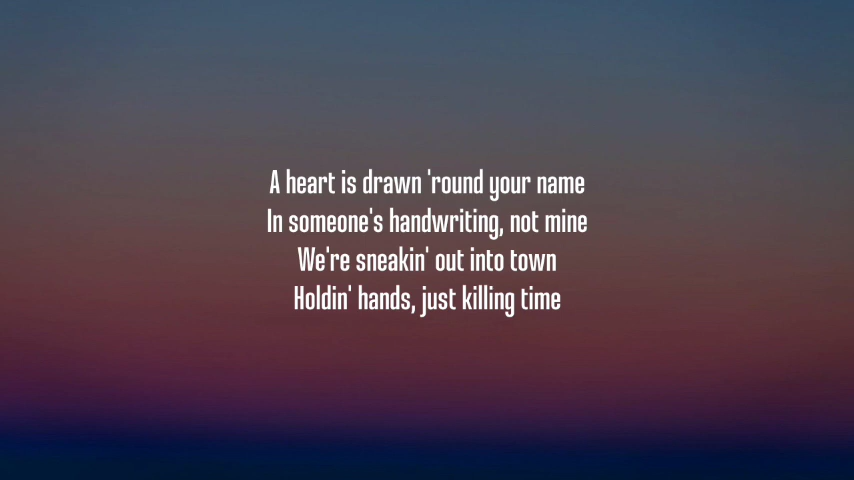 A heart is drawn 'round your name
In someone's handwriting, not mine
We're sneakin' out into town
Holdin' hands, just killing time